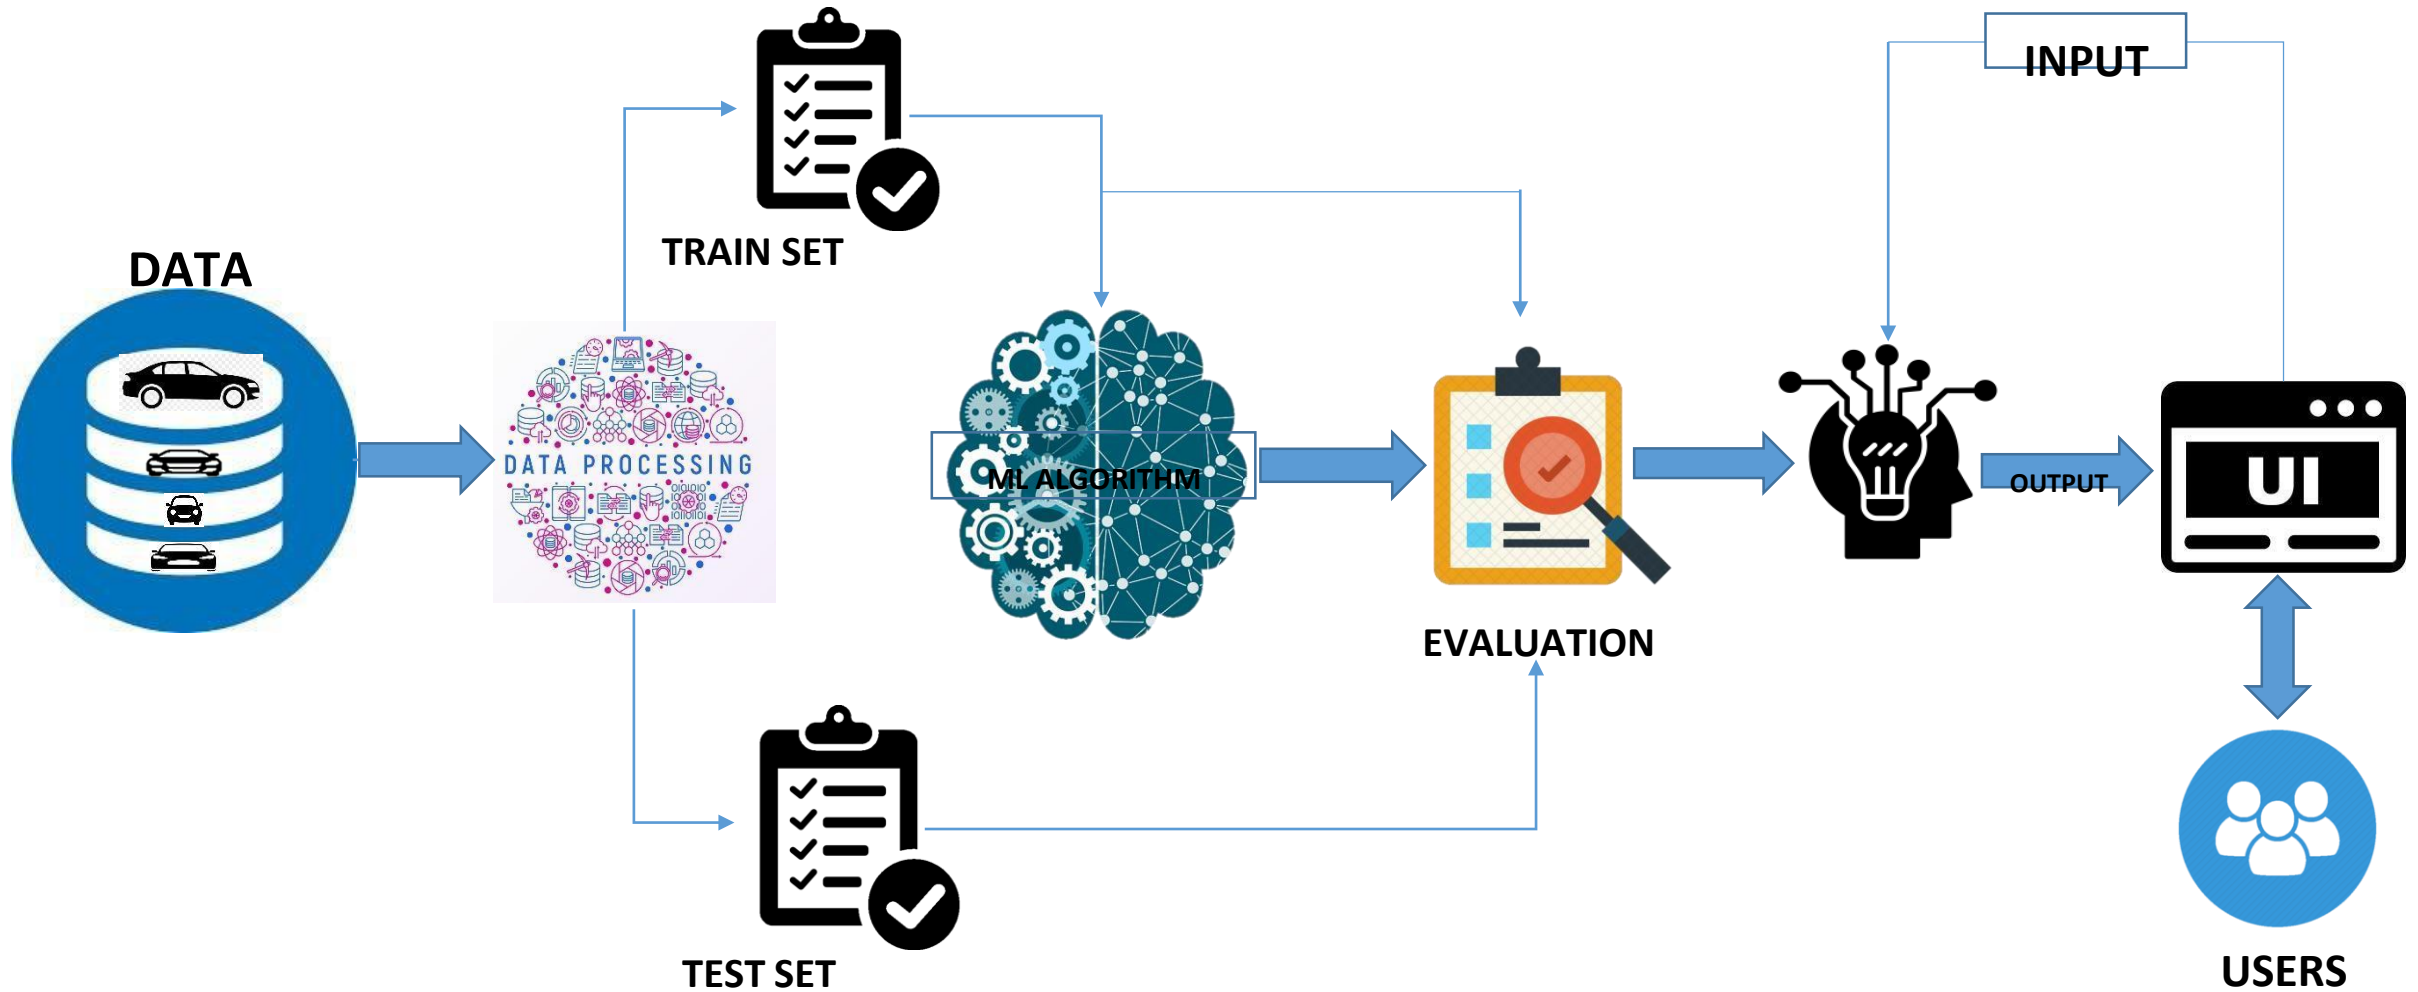 INPUT
TRAIN SET
DATA
DATA PROCESSING
ML ALGORITHM
OUTPUT
UI
EVALUATION
TEST SET
USERS